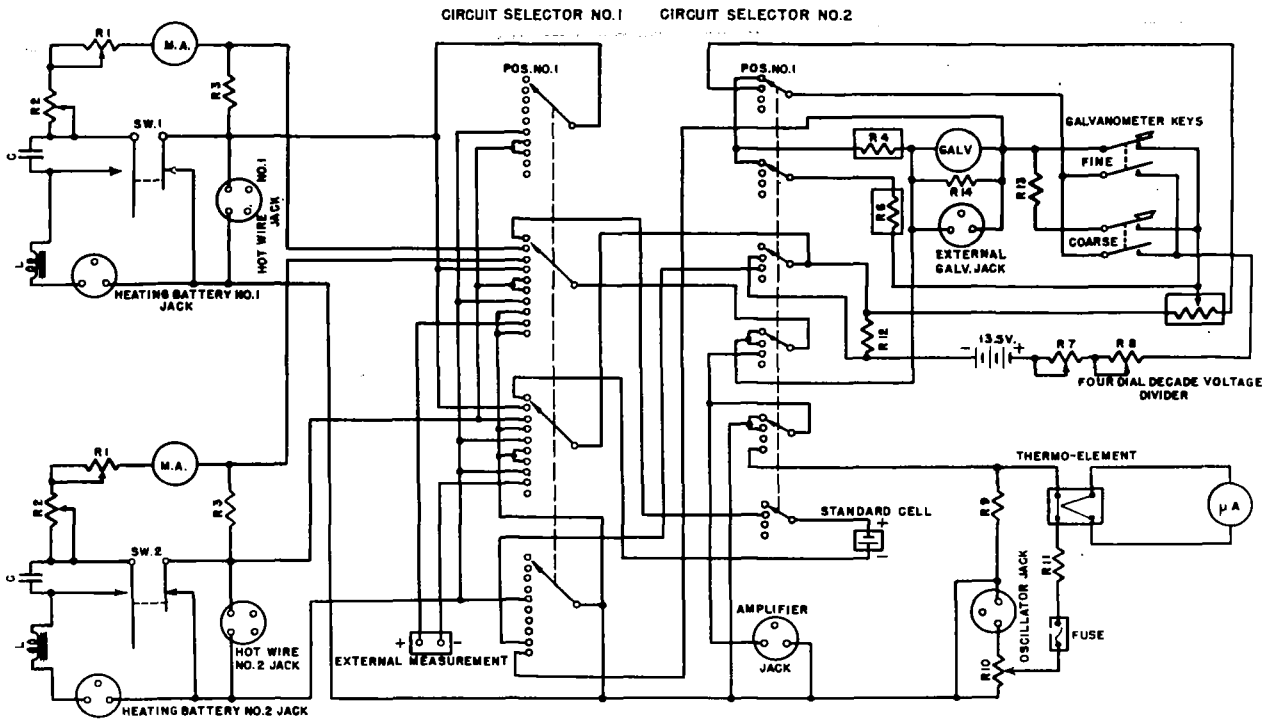 CIRCUIT SELECTOR NO.1 CIRCUIT SELECTOR NO.2
R1
M.A.
R2
R3
SW.1
C
L
HOT WIRE NO.1
JACK
HEATING BATTERY NO.1
JACK
POS.NO.1
POS.NO.1
R4
GALV
R14
R6
R13
EXTERNAL
GALV.JACK
GALVANOMETER KEYS
FINE
COARSE
R12
- 13.5V. +
R7
R8
FOUR DIAL DECADE VOLTAGE
DIVIDER
R1
M.A.
R2
R3
SW.2
C
L
HOT WIRE
NO.2 JACK
HEATING BATTERY NO.2 JACK
+ -
EXTERNAL MEASUREMENT
STANDARD CELL
+
-
AMPLIFIER
JACK
THERMO-ELEMENT
μA
R9
R11
OSCILLATOR JACK
FUSE
R10